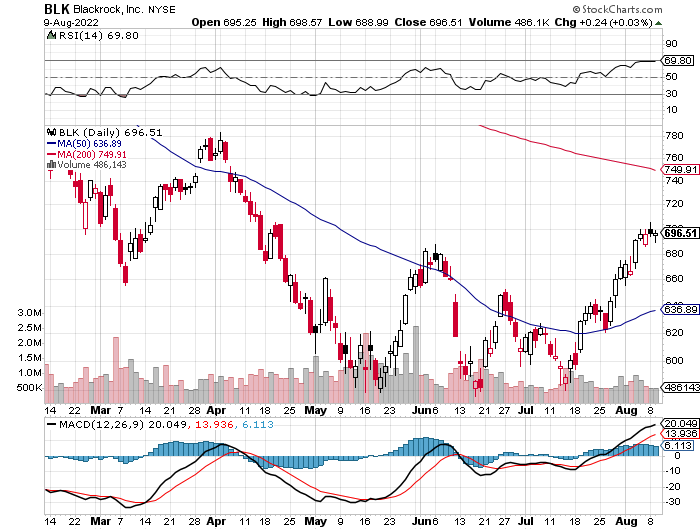 BLK Blackrock, Inc. NYSE © StockCharts.com
9-Aug-2022 Open 695.25 High 698.57 Low 688.99 Close 696.51 Volume 486.1K Chg +0.24 (+0.03%)
RSI(14) 69.80
90
69.80
50
30
10
BLK (Daily) 696.51
MA(50) 636.89
MA(200) 749.91
Volume 486,143
780
760
749.91
740
720
696.51
680
660
636.89
620
600
486143
3.0M
2.5M
2.0M
1.5M
1.0M
500K
14 22 Mar 7 14 21 28 Apr 11 18 25 May 9 16 23 Jun 13 21 27 Jul 11 18 25 Aug 8
MACD(12,26,9) 20.049, 13.936, 6.113
20.049
13.936
6.113
0
-10
-20
-30
14 22 Mar 7 14 21 28 Apr 11 18 25 May 9 16 23 Jun 13 21 27 Jul 11 18 25 Aug 8